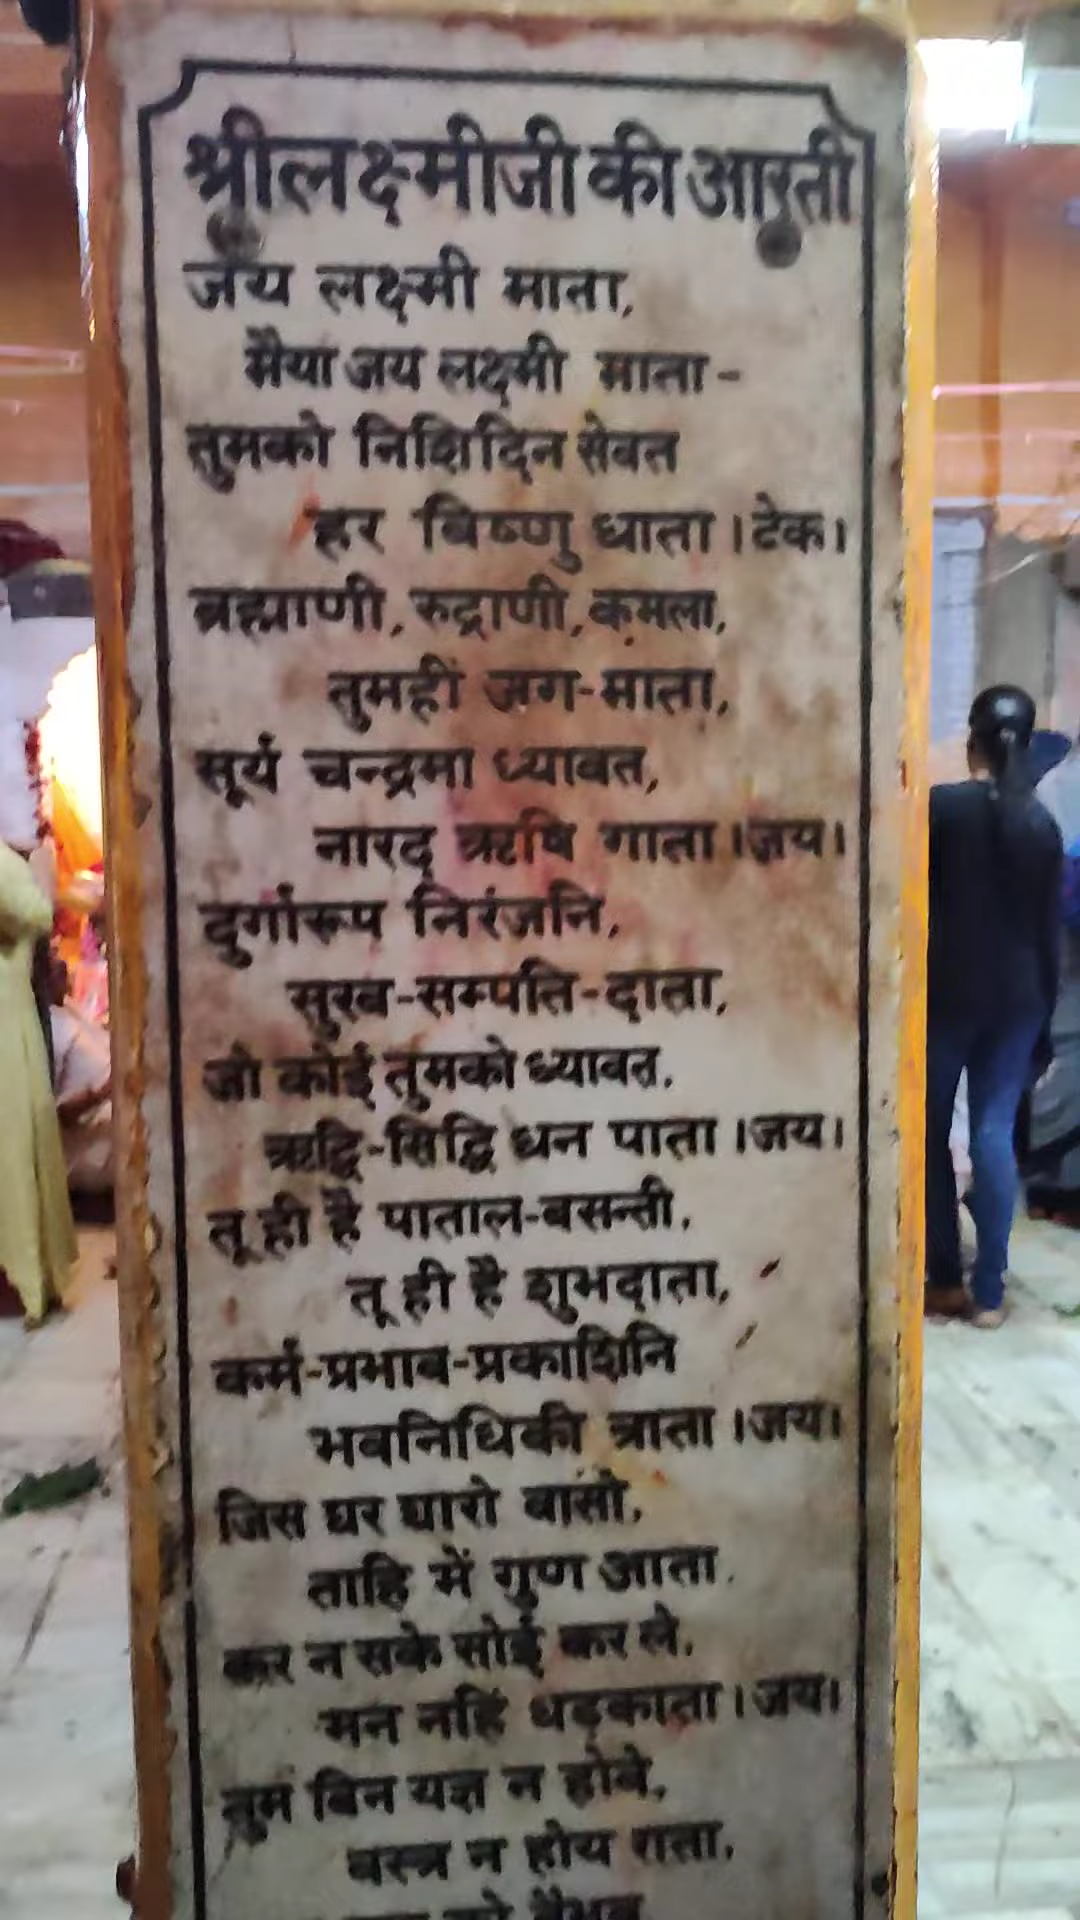 श्रीलक्ष्मीजी की आरती
जय लक्ष्मी माता,
मैया जय लक्ष्मी माता -
तुमको निशिदिन सेवत
हर बिष्णु धाता । टेक।
ब्रह्माणी, रुद्राणी, कमला,
तुमहीं जग-माता,
सूर्य चन्द्रमा ध्यावत,
नारद ऋषि गाता ।जय।
दुर्गारूप निरंजनि,
सुख-सम्पति-दाता,
जो कोई तुमको ध्यावत,
ऋद्धि-सिद्धि धन पाता ।जय।
तू ही है पाताल-बसन्ती,
तू ही है शुभदाता,
कर्म-प्रभाव-प्रकाशिनि
भवनिधिकी त्राता ।जय।
जिस घर थारो बासो,
ताहि में गुण आता.
कर न सके सोई कर ले,
मन नहिं धड़काता ।जय।
तुम बिन यज्ञ न होवे,
वस्त्र न होय राता,